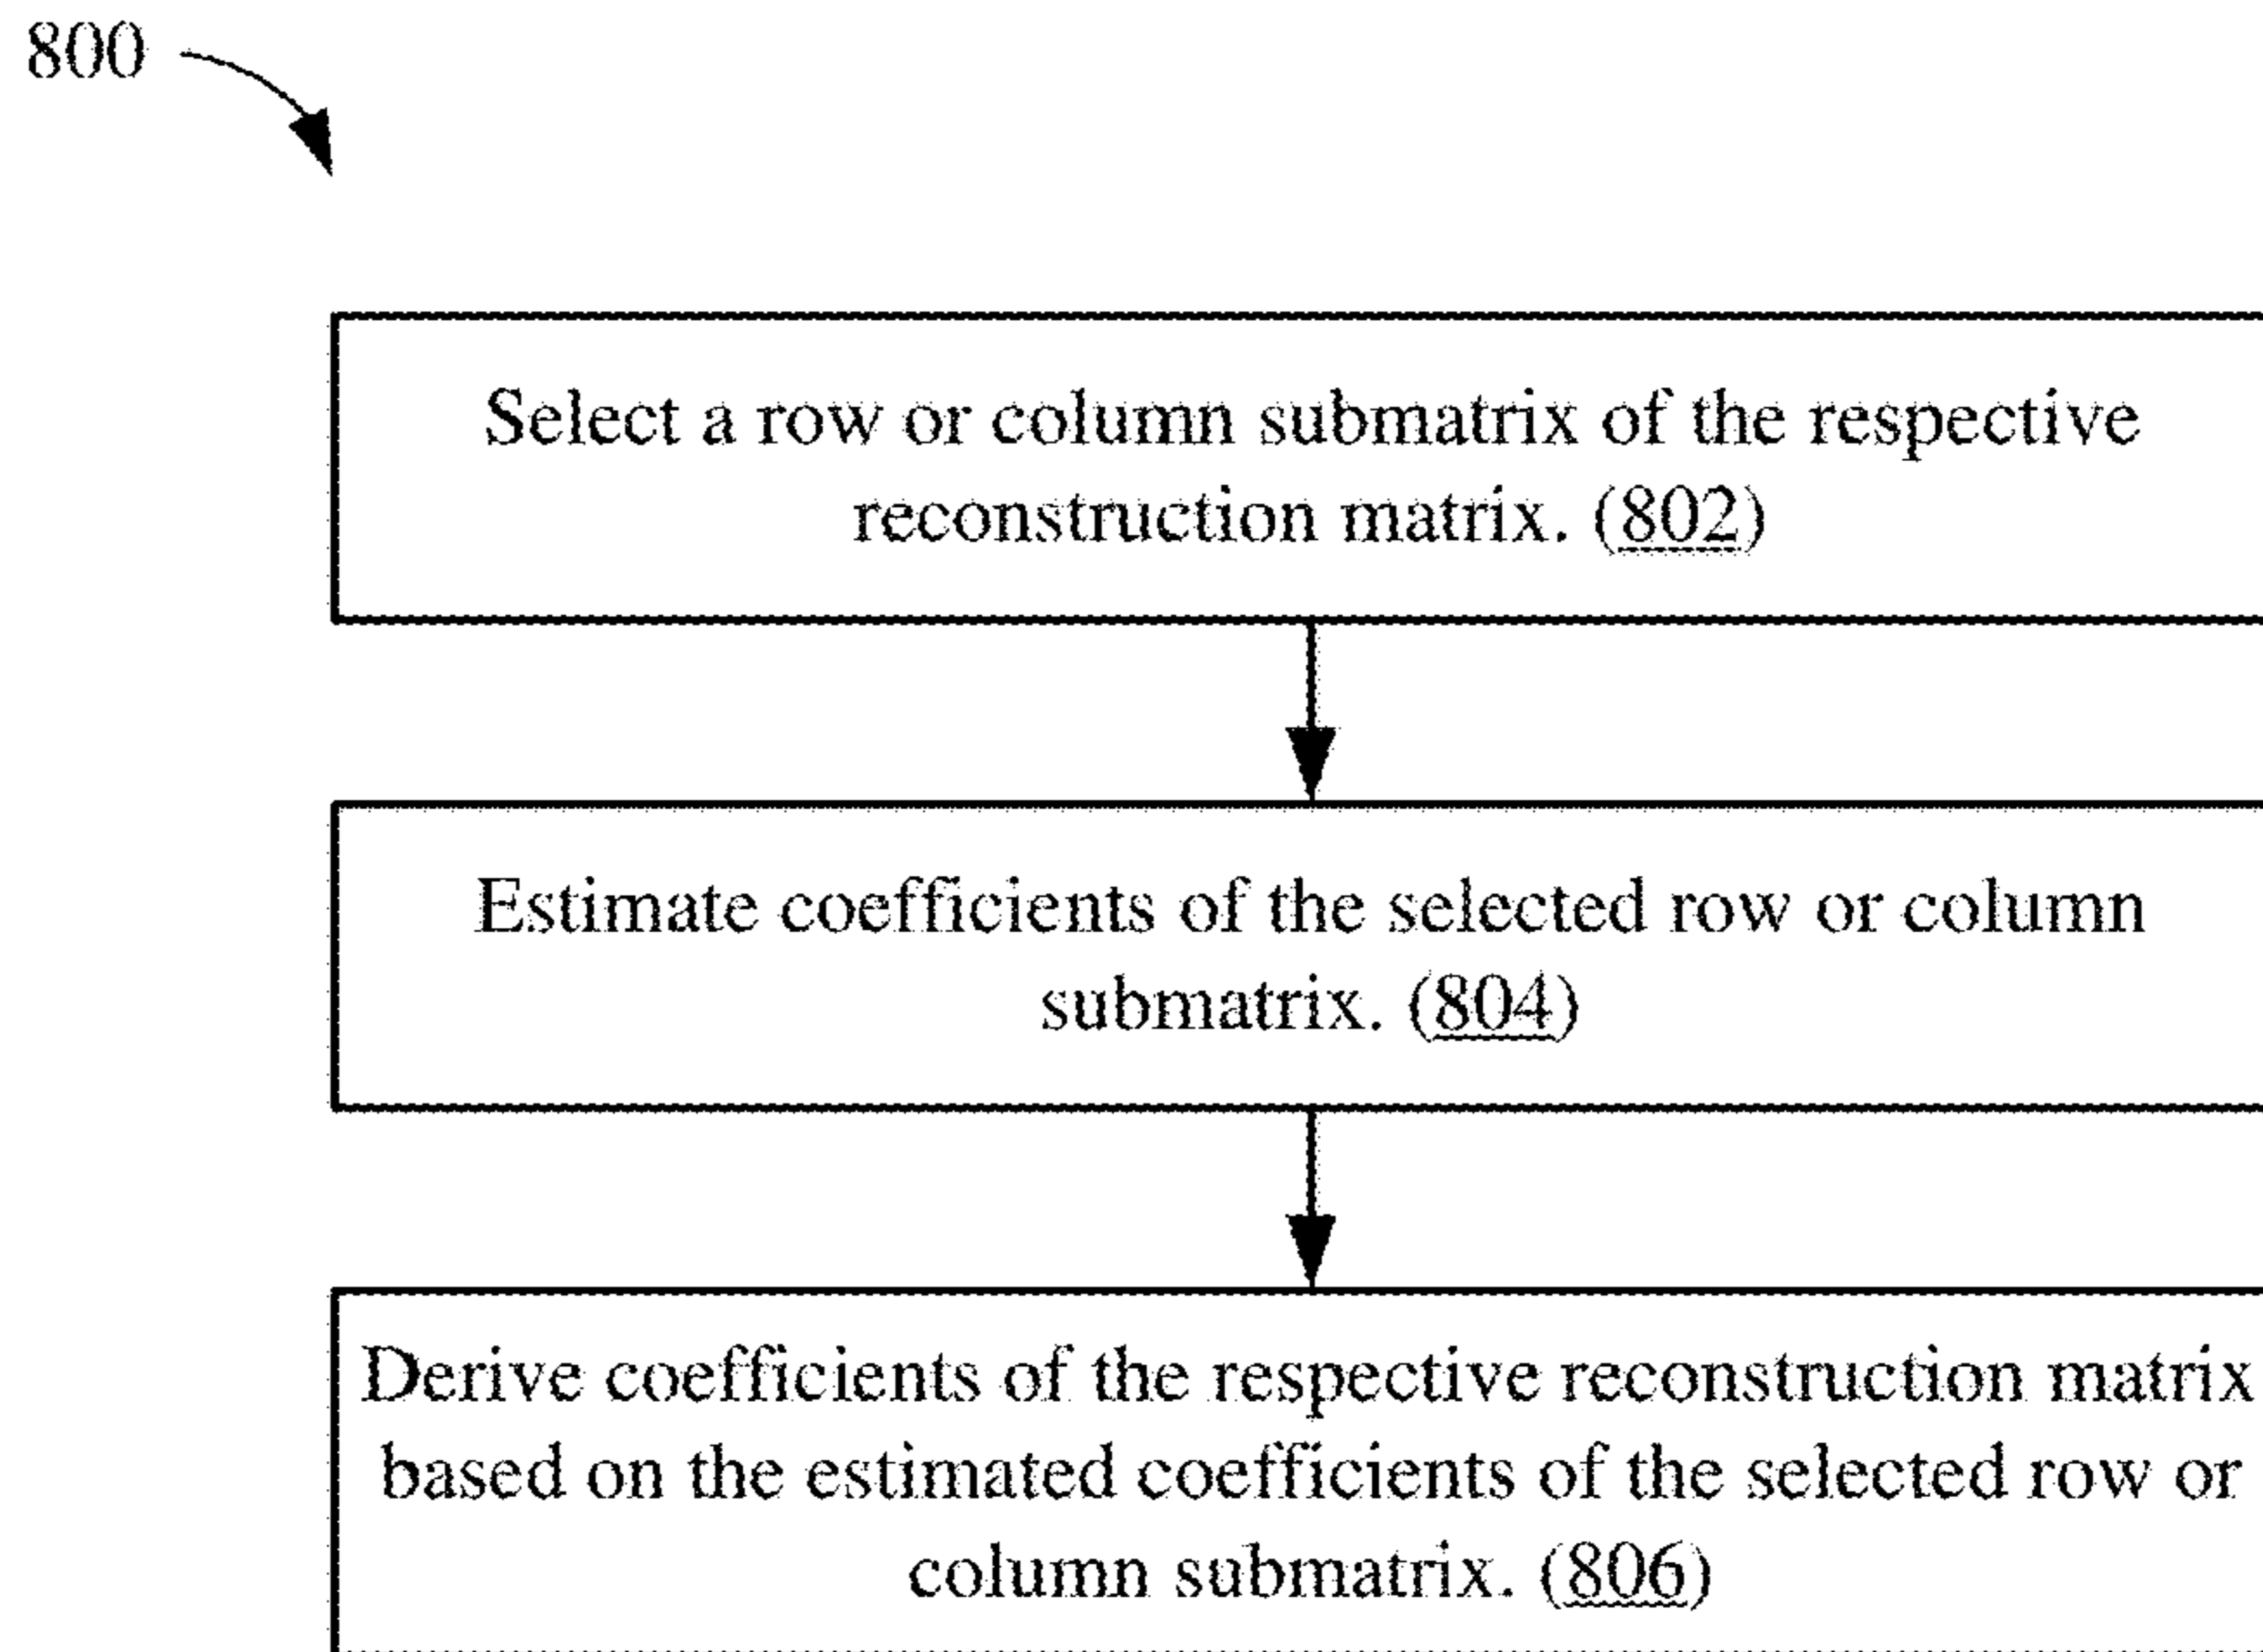 800
Select a row or column submatrix of the respective
reconstruction matrix. (802)
Estimate coefficients of the selected row or column
submatrix. (804)
Derive coefficients of the respective reconstruction matrix
based on the estimated coefficients of the selected row or
column submatrix. (806)